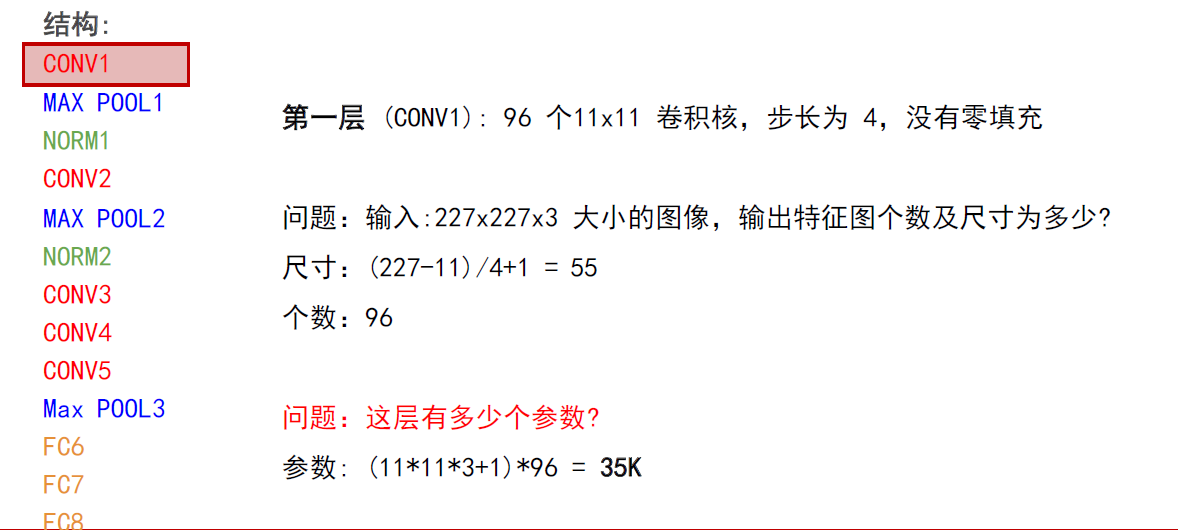 结构:
CONV1
MAX POOL1
NORM1
CONV2
MAX POOL2
NORM2
CONV3
CONV4
CONV5
Max POOL3
FC6
FC7
FC8
第一层 (CONV1): 96 个11x11 卷积核，步长为 4，没有零填充
问题：输入:227x227x3 大小的图像，输出特征图个数及尺寸为多少?
尺寸：(227-11)/4+1 = 55
个数：96
问题：这层有多少个参数?
参数: (11*11*3+1)*96 = 35K